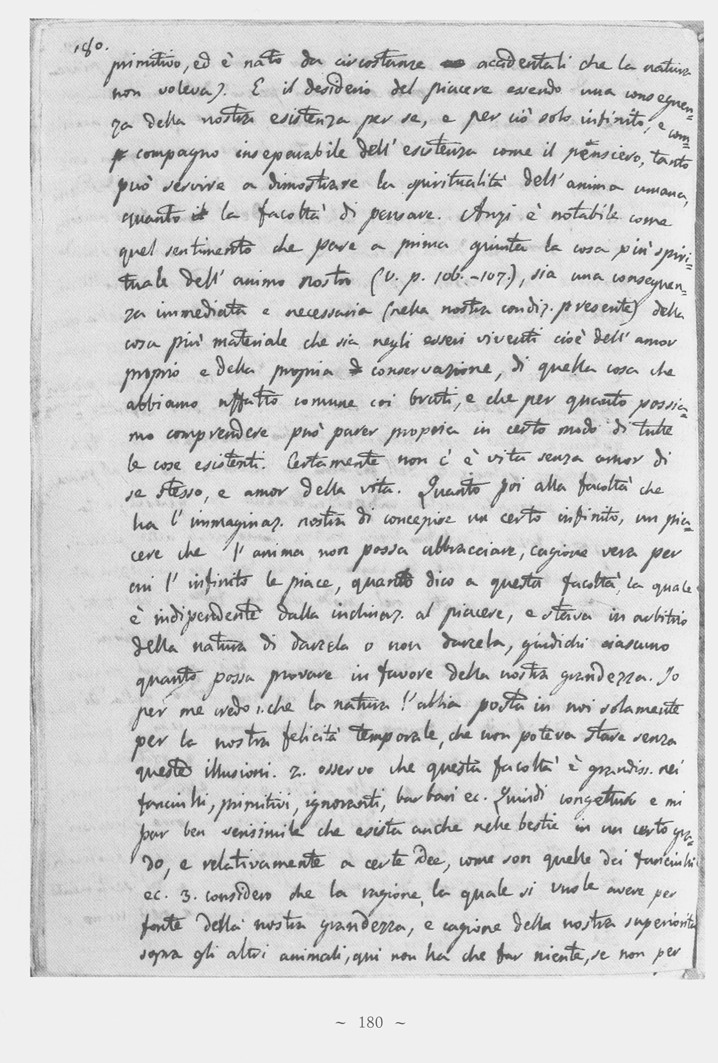 180.
primitivo, ed è nato da circostanze accidentali che la natura
non voleva). E il desiderio del piacere essendo una conseguen=
za della nostra esistenza per se, e per ciò solo infinito, e com=
compagno inseparabile dell'esistenza come il pensiero, tanto
può servire a dimostrare la spiritualità dell'anima umana,
quanto la facoltà di pensare. Anzi è notabile come
quel sentimento che pare a prima giunta la cosa più spiri=
tuale dell'animo nostro (v. p. 106.-107.), sia una conseguen=
za immediata e necessaria (nella nostra condiz. presente) della
cosa più materiale che sia negli esseri viventi cioè dell'amor
proprio e della propria conservazione, di quella cosa che
abbiamo affatto comune coi bruti, e che per quanto possia=
mo comprendere può parer propria in certo modo di tutte
le cose esistenti. Certamente non c'è vita senza amor di
se stesso, e amor della vita. Quanto poi alla facoltà che
ha l'immaginaz. nostra di concepire un certo infinito, un pia=
cere che l'anima non possa abbracciare, cagione vera per
cui l'infinito le piace, quanto dico a questa facoltà, la quale
è indipendente dalla inclinaz. al piacere, e stava in arbitrio
della natura di darcela o non darcela, giudichi ciascuno
quanto possa provare in favore della nostra grandezza. Io
per me credo 1. che la natura l'abbia posta in noi solamente
per la nostra felicità temporale, che non poteva stare senza
queste illusioni. 2. osservo che questa facoltà è grandiss. nei
fanciulli, primitivi, ignoranti, barbari ec. Quindi congetturo e mi
par ben verisimile che esista anche nelle bestie in un certo gra=
do, e relativamente a certe idee, come son quelle dei fanciulli
ec. 3. considero che la ragione, la quale si vuole avere per
fonte della nostra grandezza, e cagione della nostra superiorità
sopra gli altri animali, qui non ha che far niente, se non per
~ 180 ~